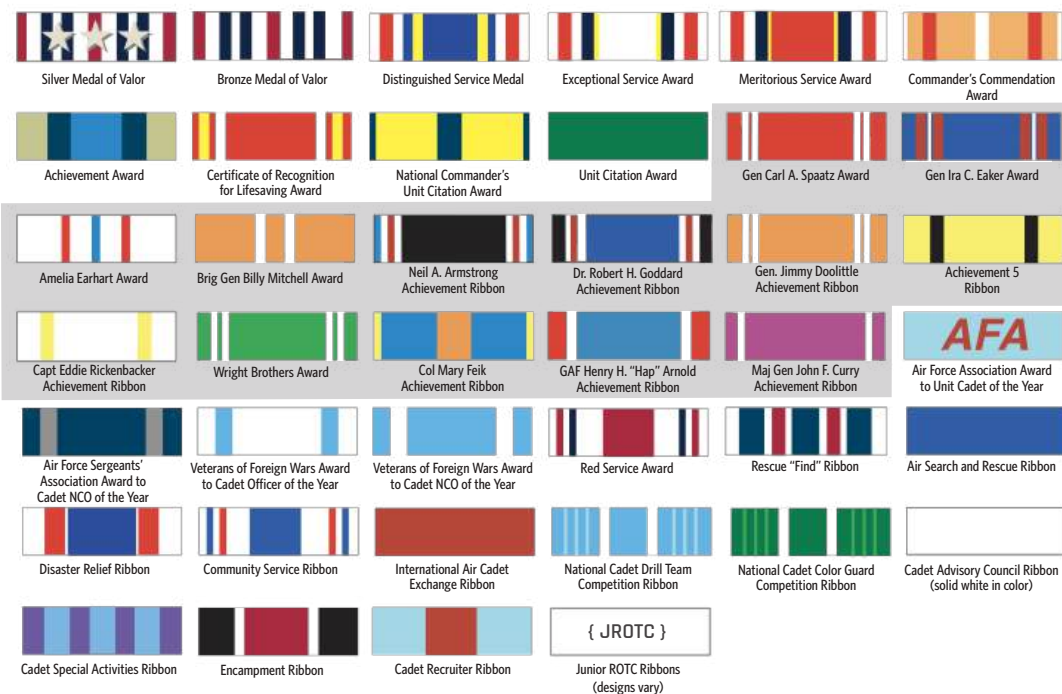 Silver Medal of Valor
Bronze Medal of Valor
Distinguished Service Medal
Exceptional Service Award
Meritorious Service Award
Commander's Commendation
Award
Achievement Award
Certificate of Recognition
for Lifesaving Award
National Commander's
Unit Citation Award
Unit Citation Award
Gen Carl A. Spaatz Award
Gen Ira C. Eaker Award
Amelia Earhart Award
Brig Gen Billy Mitchell Award
Neil A. Armstrong
Achievement Ribbon
Dr. Robert H. Goddard
Achievement Ribbon
Gen. Jimmy Doolittle
Achievement Ribbon
Achievement 5
Ribbon
Capt Eddie Rickenbacker
Achievement Ribbon
Wright Brothers Award
Col Mary Feik
Achievement Ribbon
GAF Henry H. "Hap" Arnold
Achievement Ribbon
Maj Gen John F. Curry
Achievement Ribbon
AFA
Air Force Association Award
to Unit Cadet of the Year
Air Force Sergeants'
Association Award to
Cadet NCO of the Year
Veterans of Foreign Wars Award
to Cadet Officer of the Year
Veterans of Foreign Wars Award
to Cadet NCO of the Year
Red Service Award
Rescue "Find" Ribbon
Air Search and Rescue Ribbon
Disaster Relief Ribbon
Community Service Ribbon
International Air Cadet
Exchange Ribbon
National Cadet Drill Team
Competition Ribbon
National Cadet Color Guard
Competition Ribbon
Cadet Advisory Council Ribbon
(solid white in color)
Cadet Special Activities Ribbon
Encampment Ribbon
Cadet Recruiter Ribbon
{ JROTC }
Junior ROTC Ribbons
(designs vary)